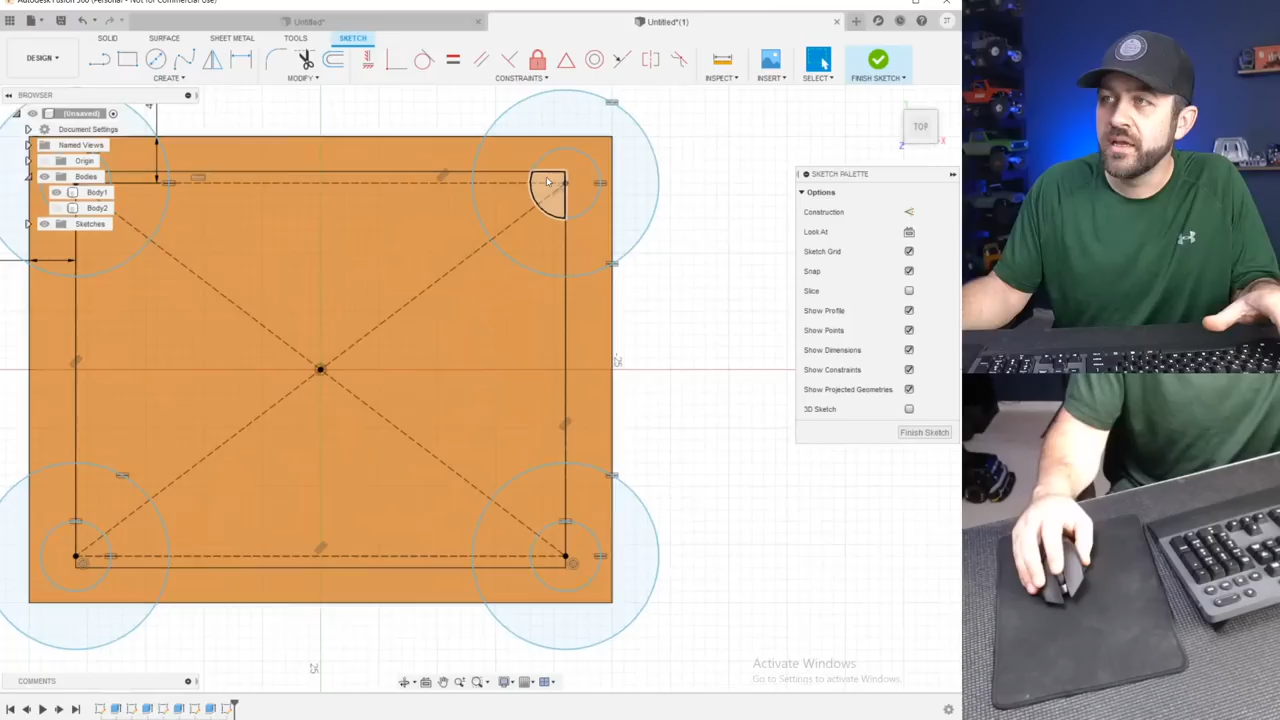 Autodesk Fusion 360 (Personal - Not for Commercial Use)
Untitled*
Untitled*(1)
JT
SOLID SURFACE SHEET METAL TOOLS SKETCH
DESIGN
CREATE MODIFY CONSTRAINTS INSPECT INSERT SELECT FINISH SKETCH
BROWSER
(Unsaved)
Document Settings
Named Views
Origin
Bodies
Body1
Body2
Sketches
TOP
X
Z
SKETCH PALETTE
Options
Construction
Look At
Sketch Grid
Snap
Slice
Show Profile
Show Points
Show Dimensions
Show Constraints
Show Projected Geometries
3D Sketch
Finish Sketch
-25
25
Activate Windows
Go to Settings to activate Windows.
COMMENTS